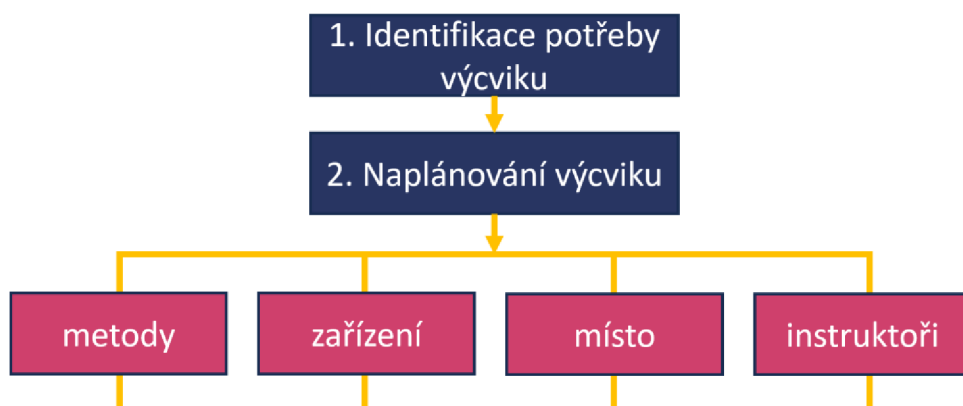 1. Identifikace potřeby
výcviku
2. Naplánování výcviku
metody
zařízení
místo
instruktoři